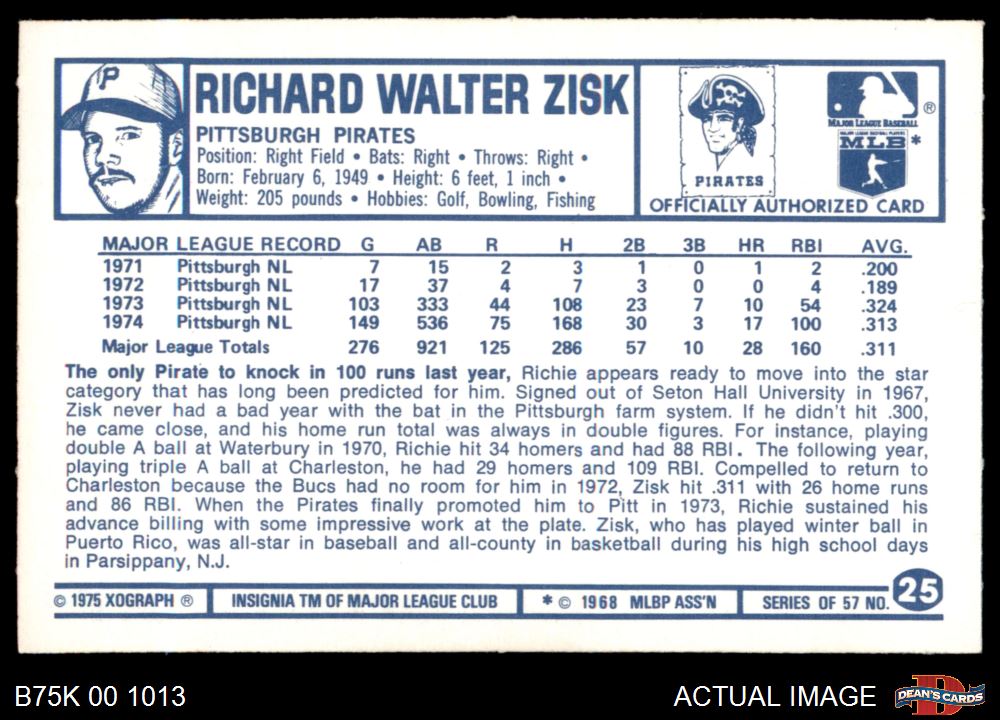 P
RICHARD WALTER ZISK
PITTSBURGH PIRATES
Position: Right Field • Bats: Right • Throws: Right •
Born: February 6, 1949 • Height: 6 feet, 1 inch •
Weight: 205 pounds • Hobbies: Golf, Bowling, Fishing
PIRATES
®
MAJOR LEAGUE BASEBALL
MAJOR LEAGUE BASEBALL PLAYERS
MLB *
OFFICIALLY AUTHORIZED CARD
MAJOR LEAGUE RECORD G AB R H 2B 3B HR RBI AVG.
1971 Pittsburgh NL 7 15 2 3 1 0 1 2 .200
1972 Pittsburgh NL 17 37 4 7 3 0 0 4 .189
1973 Pittsburgh NL 103 333 44 108 23 7 10 54 .324
1974 Pittsburgh NL 149 536 75 168 30 3 17 100 .313
Major League Totals 276 921 125 286 57 10 28 160 .311
The only Pirate to knock in 100 runs last year, Richie appears ready to move into the star
category that has long been predicted for him. Signed out of Seton Hall University in 1967,
Zisk never had a bad year with the bat in the Pittsburgh farm system. If he didn't hit .300,
he came close, and his home run total was always in double figures. For instance, playing
double A ball at Waterbury in 1970, Richie hit 34 homers and had 88 RBI. The following year,
playing triple A ball at Charleston, he had 29 homers and 109 RBI. Compelled to return to
Charleston because the Bucs had no room for him in 1972, Zisk hit .311 with 26 home runs
and 86 RBI. When the Pirates finally promoted him to Pitt in 1973, Richie sustained his
advance billing with some impressive work at the plate. Zisk, who has played winter ball in
Puerto Rico, was all-star in baseball and all-county in basketball during his high school days
in Parsippany, N.J.
© 1975 XOGRAPH ® INSIGNIA TM OF MAJOR LEAGUE CLUB * © 1968 MLBP ASS'N SERIES OF 57 NO. 25
B75K 00 1013 ACTUAL IMAGE DEAN'S CARDS